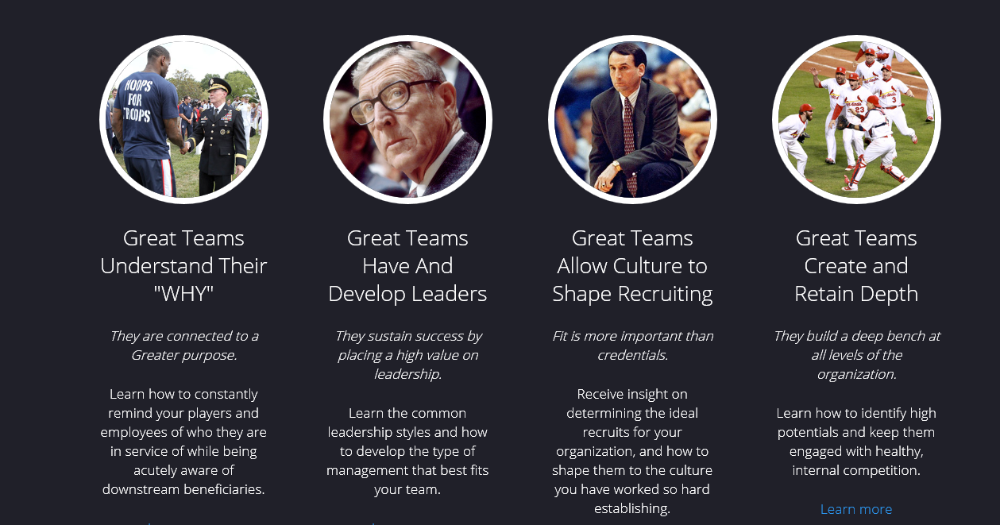 HOOPS
FOR
TROOPS
Cardinals
23
3
Great Teams
Understand Their
"WHY"
They are connected to a
Greater purpose.
Learn how to constantly
remind your players and
employees of who they are
in service of while being
acutely aware of
downstream beneficiaries.
Great Teams
Have And
Develop Leaders
They sustain success by
placing a high value on
leadership.
Learn the common
leadership styles and how
to develop the type of
management that best fits
your team.
Great Teams
Allow Culture to
Shape Recruiting
Fit is more important than
credentials.
Receive insight on
determining the ideal
recruits for your
organization, and how to
shape them to the culture
you have worked so hard
establishing.
Great Teams
Create and
Retain Depth
They build a deep bench at
all levels of the
organization.
Learn how to identify high
potentials and keep them
engaged with healthy,
internal competition.
Learn more